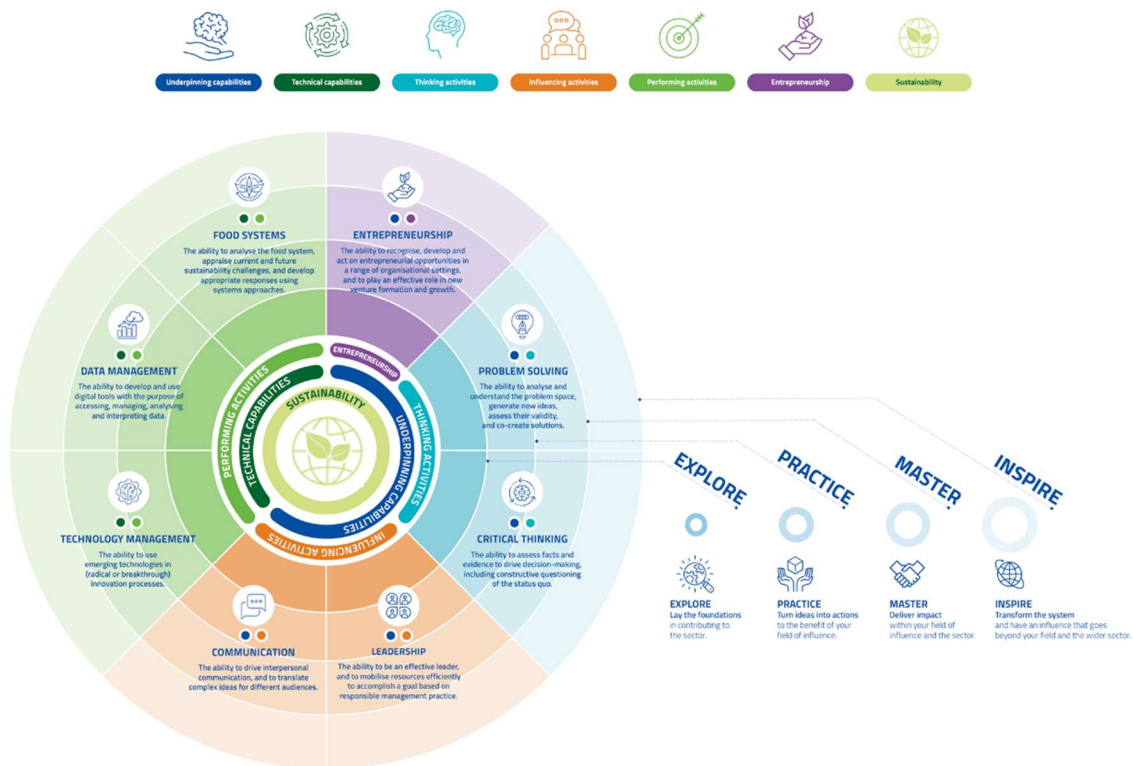 Underpinning capabilities
Technical capabilities
Thinking activities
Influencing activities
Performing activities
Entrepreneurship
Sustainability
FOOD SYSTEMS
The ability to analyse the food system,
appraise current and future
sustainability challenges, and develop
appropriate responses using
systems approaches.
ENTREPRENEURSHIP
The ability to recognise, develop and
act on entrepreneurial opportunities in
a range of organisational settings,
and to play an effective role in new
venture formation and growth.
DATA MANAGEMENT
The ability to develop and use
digital tools with the purpose of
accessing, managing, analysing
and interpreting data.
PROBLEM SOLVING
The ability to analyse and
understand the problem space,
generate new ideas,
assess their validity,
and co-create solutions.
PERFORMING ACTIVITIES
TECHNICAL CAPABILITIES
SUSTAINABILITY
ENTREPRENEURSHIP
UNDERPINNING CAPABILITIES
THINKING ACTIVITIES
INFLUENCING ACTIVITIES
TECHNOLOGY MANAGEMENT
The ability to use
emerging technologies in
(radical or breakthrough)
innovation processes.
CRITICAL THINKING
The ability to assess facts and
evidence to drive decision-making,
including constructive questioning
of the status quo.
COMMUNICATION
The ability to drive interpersonal
communication, and to translate
complex ideas for different audiences.
LEADERSHIP
The ability to be an effective leader,
and to mobilise resources efficiently
to accomplish a goal based on
responsible management practice.
EXPLORE
PRACTICE
MASTER
INSPIRE
EXPLORE
Lay the foundations
in contributing to
the sector.
PRACTICE
Turn ideas into actions
to the benefit of your
field of influence.
MASTER
Deliver impact
within your field of
influence and the sector.
INSPIRE
Transform the system
and have an influence that goes
beyond your field and the wider sector.